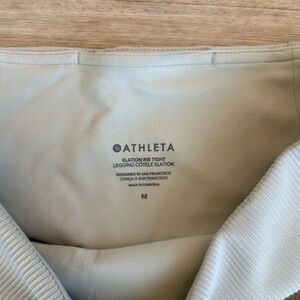 ATHLETA
ELATION RIB TIGHT
LEGGING CÔTELÉ ELATION
DESIGNED IN SAN FRANCISCO
CONÇU À SAN FRANCISCO
MADE IN CAMBODIA
M